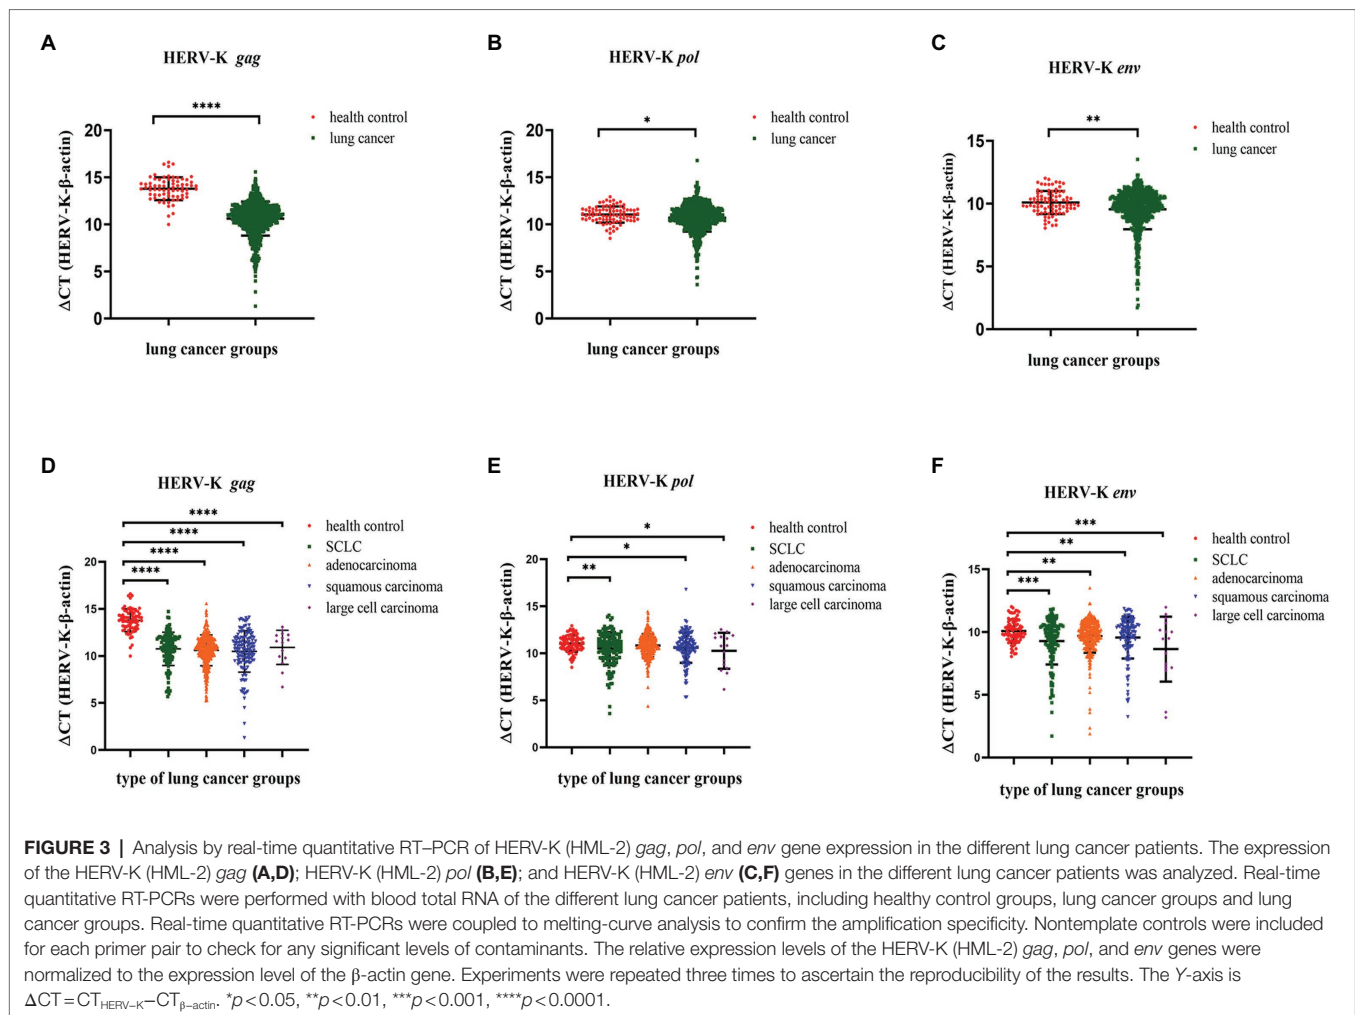 A
HERV-K gag
****
health control
lung cancer
ΔCT (HERV-K-β-actin)
20
15
10
5
0
lung cancer groups
B
HERV-K pol
*
health control
lung cancer
ΔCT (HERV-K-β-actin)
20
15
10
5
0
lung cancer groups
C
HERV-K env
**
health control
lung cancer
ΔCT (HERV-K-β-actin)
15
10
5
0
lung cancer groups
D
HERV-K gag
****
****
****
****
health control
SCLC
adenocarcinoma
squamous carcinoma
large cell carcinoma
ΔCT (HERV-K-β-actin)
20
15
10
5
0
type of lung cancer groups
E
HERV-K pol
*
*
**
health control
SCLC
adenocarcinoma
squamous carcinoma
large cell carcinoma
ΔCT (HERV-K-β-actin)
20
15
10
5
0
type of lung cancer groups
F
HERV-K env
***
**
**
***
health control
SCLC
adenocarcinoma
squamous carcinoma
large cell carcinoma
ΔCT (HERV-K-β-actin)
15
10
5
0
type of lung cancer groups
FIGURE 3 | Analysis by real-time quantitative RT–PCR of HERV-K (HML-2) gag, pol, and env gene expression in the different lung cancer patients. The expression
of the HERV-K (HML-2) gag (A,D); HERV-K (HML-2) pol (B,E); and HERV-K (HML-2) env (C,F) genes in the different lung cancer patients was analyzed. Real-time
quantitative RT-PCRs were performed with blood total RNA of the different lung cancer patients, including healthy control groups, lung cancer groups and lung
cancer groups. Real-time quantitative RT-PCRs were coupled to melting-curve analysis to confirm the amplification specificity. Nontemplate controls were included
for each primer pair to check for any significant levels of contaminants. The relative expression levels of the HERV-K (HML-2) gag, pol, and env genes were
normalized to the expression level of the β-actin gene. Experiments were repeated three times to ascertain the reproducibility of the results. The Y-axis is
ΔCT=CTHERV–K−CTβ–actin. *p<0.05, **p<0.01, ***p<0.001, ****p<0.0001.